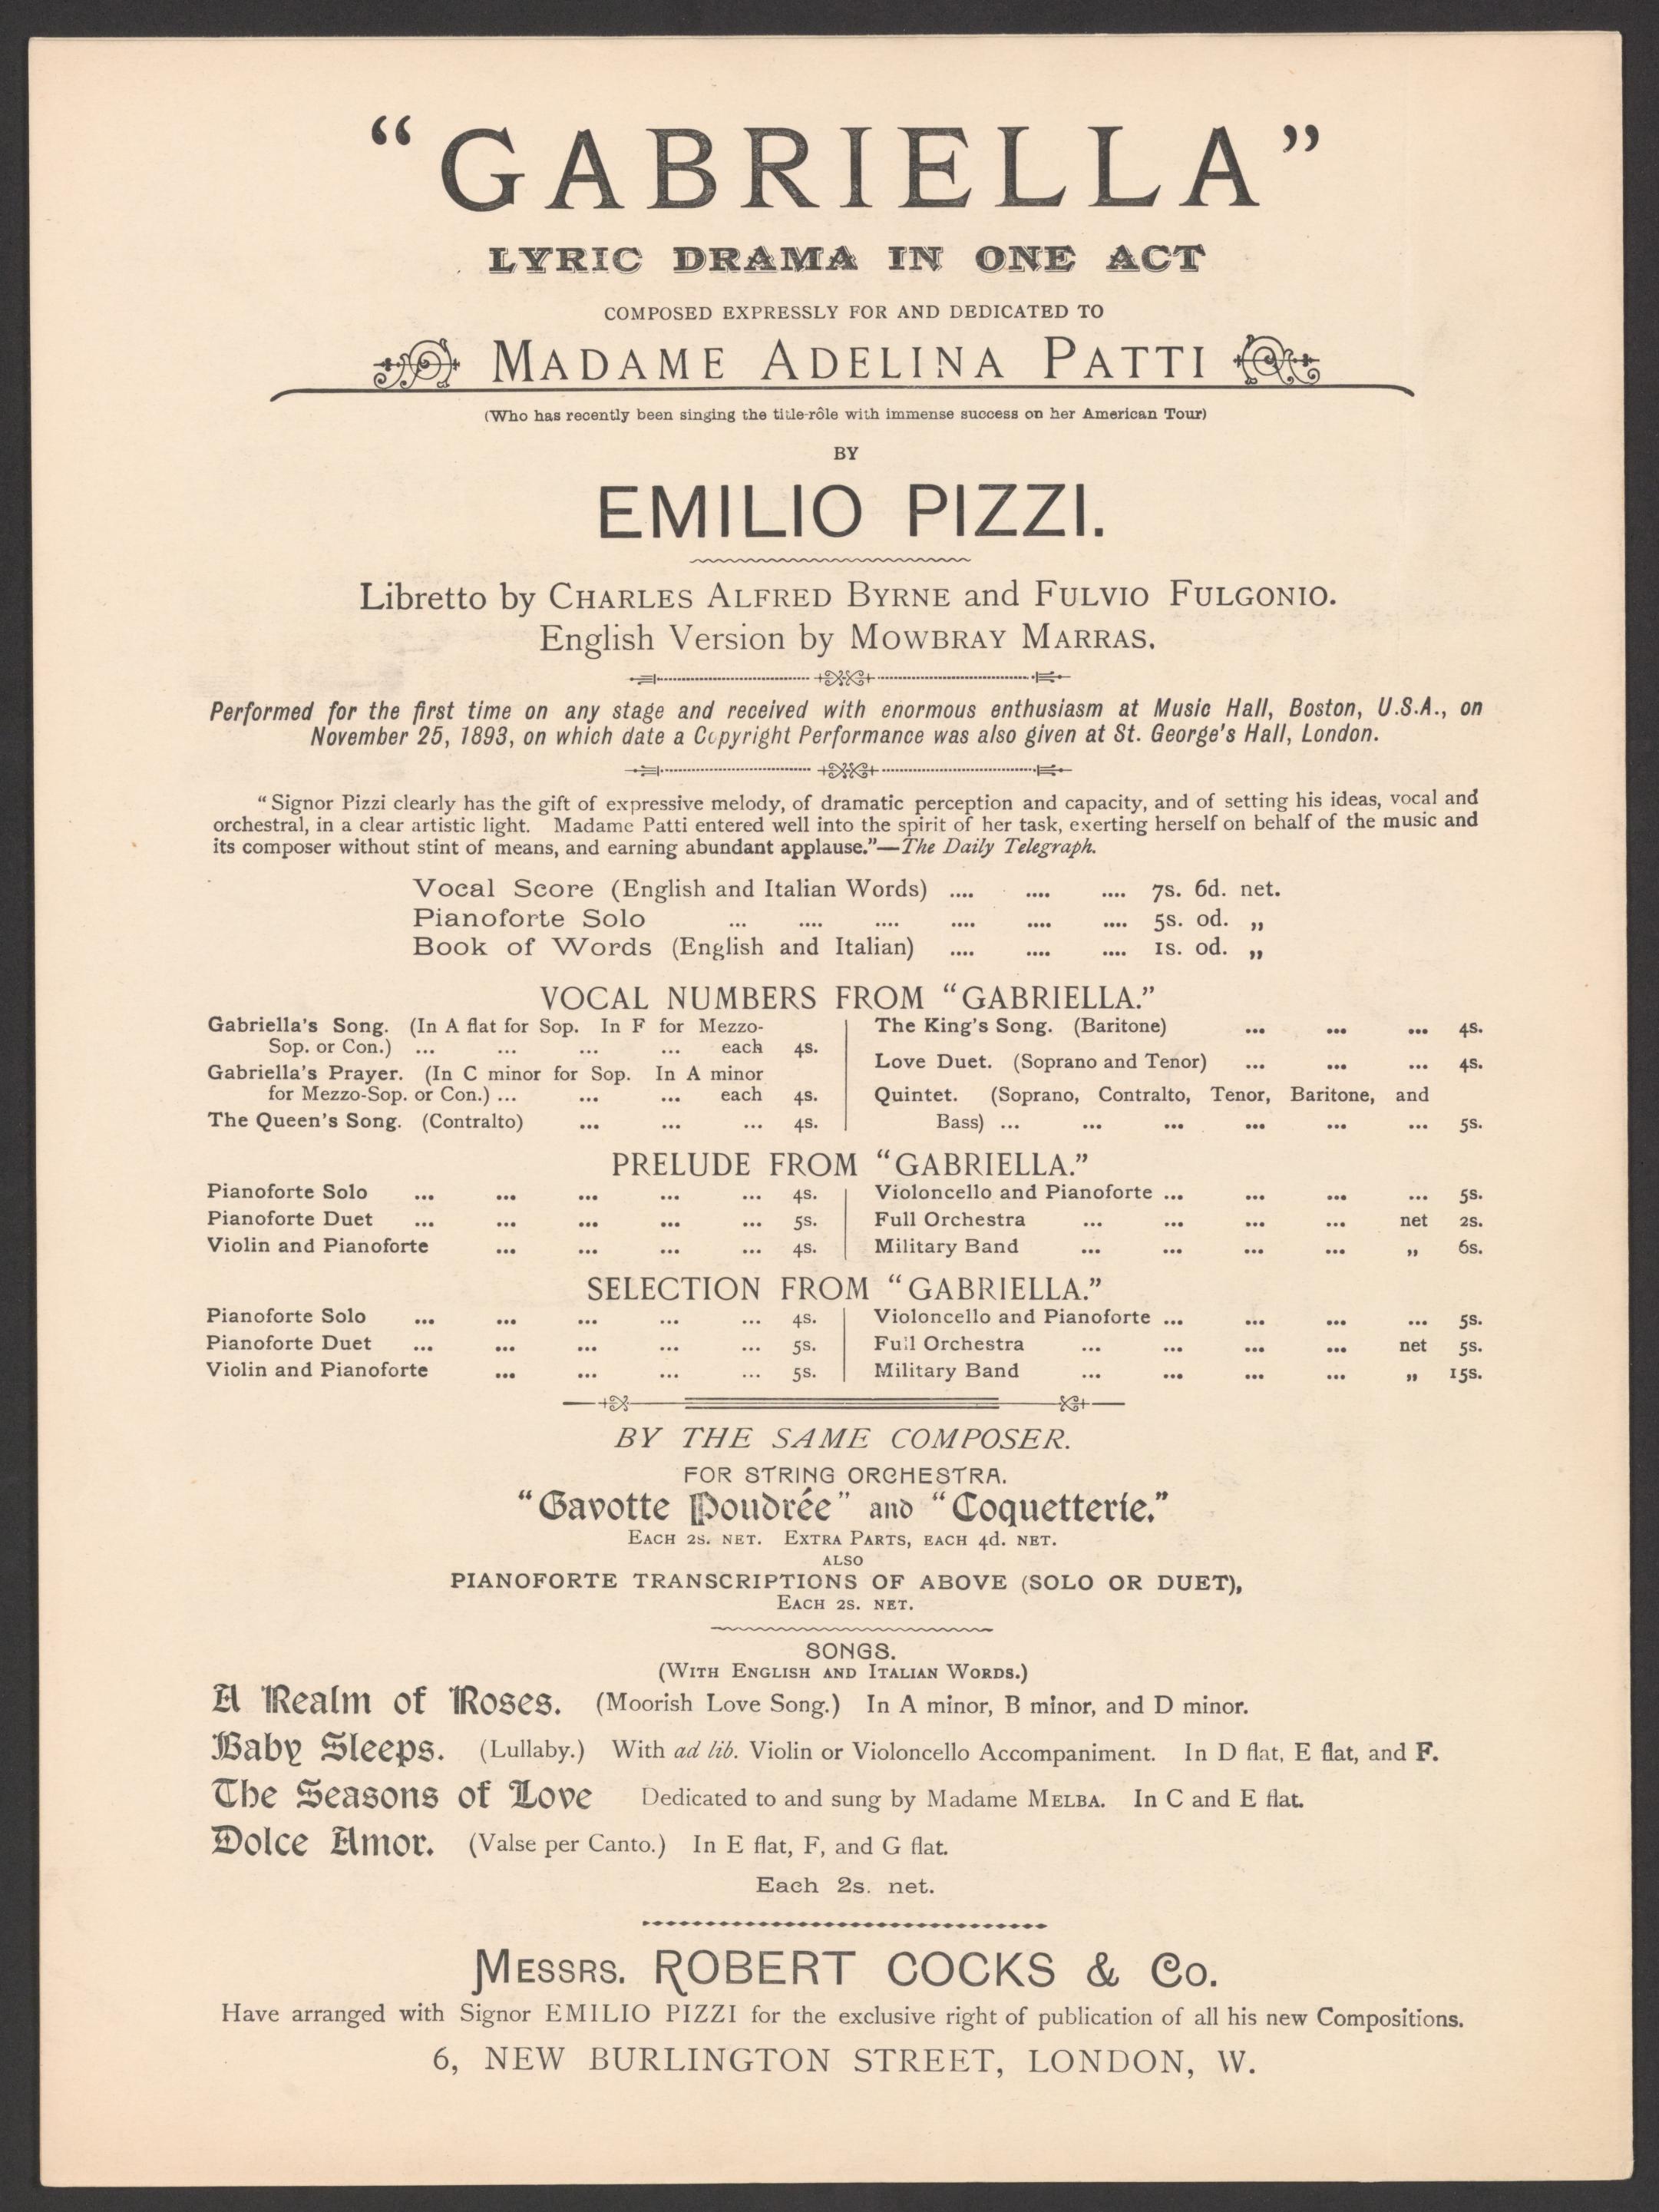 “GABRIELLA”
LYRIC DRAMA IN ONE ACT
COMPOSED EXPRESSLY FOR AND DEDICATED TO
MADAME ADELINA PATTI
(Who has recently been singing the title-rôle with immense success on her American Tour)
BY
EMILIO PIZZI.
Libretto by CHARLES ALFRED BYRNE and FULVIO FULGONIO.
English Version by MOWBRAY MARRAS.
Performed for the first time on any stage and received with enormous enthusiasm at Music Hall, Boston, U.S.A., on
November 25, 1893, on which date a Copyright Performance was also given at St. George's Hall, London.
“Signor Pizzi clearly has the gift of expressive melody, of dramatic perception and capacity, and of setting his ideas, vocal and
orchestral, in a clear artistic light. Madame Patti entered well into the spirit of her task, exerting herself on behalf of the music and
its composer without stint of means, and earning abundant applause.”—The Daily Telegraph.
Vocal Score (English and Italian Words) .... .... .... 7s. 6d. net.
Pianoforte Solo ... .... .... .... .... .... 5s. od. „
Book of Words (English and Italian) .... .... .... 1s. od. „
VOCAL NUMBERS FROM “GABRIELLA.”
Gabriella's Song. (In A flat for Sop. In F for Mezzo-
Sop. or Con.) ... ... ... ... each 4s.
Gabriella's Prayer. (In C minor for Sop. In A minor
for Mezzo-Sop. or Con.) ... ... ... each 4s.
The Queen's Song. (Contralto) ... ... ... 4s.
The King's Song. (Baritone) ... ... ... 4s.
Love Duet. (Soprano and Tenor) ... ... ... 4s.
Quintet. (Soprano, Contralto, Tenor, Baritone, and
Bass) ... ... ... ... ... ... 5s.
PRELUDE FROM “GABRIELLA.”
Pianoforte Solo ... ... ... ... ... 4s.
Pianoforte Duet ... ... ... ... ... 5s.
Violin and Pianoforte ... ... ... ... 4s.
Violoncello and Pianoforte ... ... ... ... 5s.
Full Orchestra ... ... ... ... net 2s.
Military Band ... ... ... ... „ 6s.
SELECTION FROM “GABRIELLA.”
Pianoforte Solo ... ... ... ... ... 4s.
Pianoforte Duet ... ... ... ... ... 5s.
Violin and Pianoforte ... ... ... ... 5s.
Violoncello and Pianoforte ... ... ... ... 5s.
Full Orchestra ... ... ... ... net 5s.
Military Band ... ... ... ... „ 15s.
BY THE SAME COMPOSER.
FOR STRING ORCHESTRA.
“Gavotte Poudrée” and “Coquetterie.”
EACH 2S. NET. EXTRA PARTS, EACH 4d. NET.
ALSO
PIANOFORTE TRANSCRIPTIONS OF ABOVE (SOLO OR DUET),
EACH 2S. NET.
SONGS.
(WITH ENGLISH AND ITALIAN WORDS.)
A Realm of Roses. (Moorish Love Song.) In A minor, B minor, and D minor.
Baby Sleeps. (Lullaby.) With ad lib. Violin or Violoncello Accompaniment. In D flat, E flat, and F.
The Seasons of Love Dedicated to and sung by Madame MELBA. In C and E flat.
Dolce Amor. (Valse per Canto.) In E flat, F, and G flat.
Each 2s. net.
MESSRS. ROBERT COCKS & Co.
Have arranged with Signor EMILIO PIZZI for the exclusive right of publication of all his new Compositions.
6, NEW BURLINGTON STREET, LONDON, W.